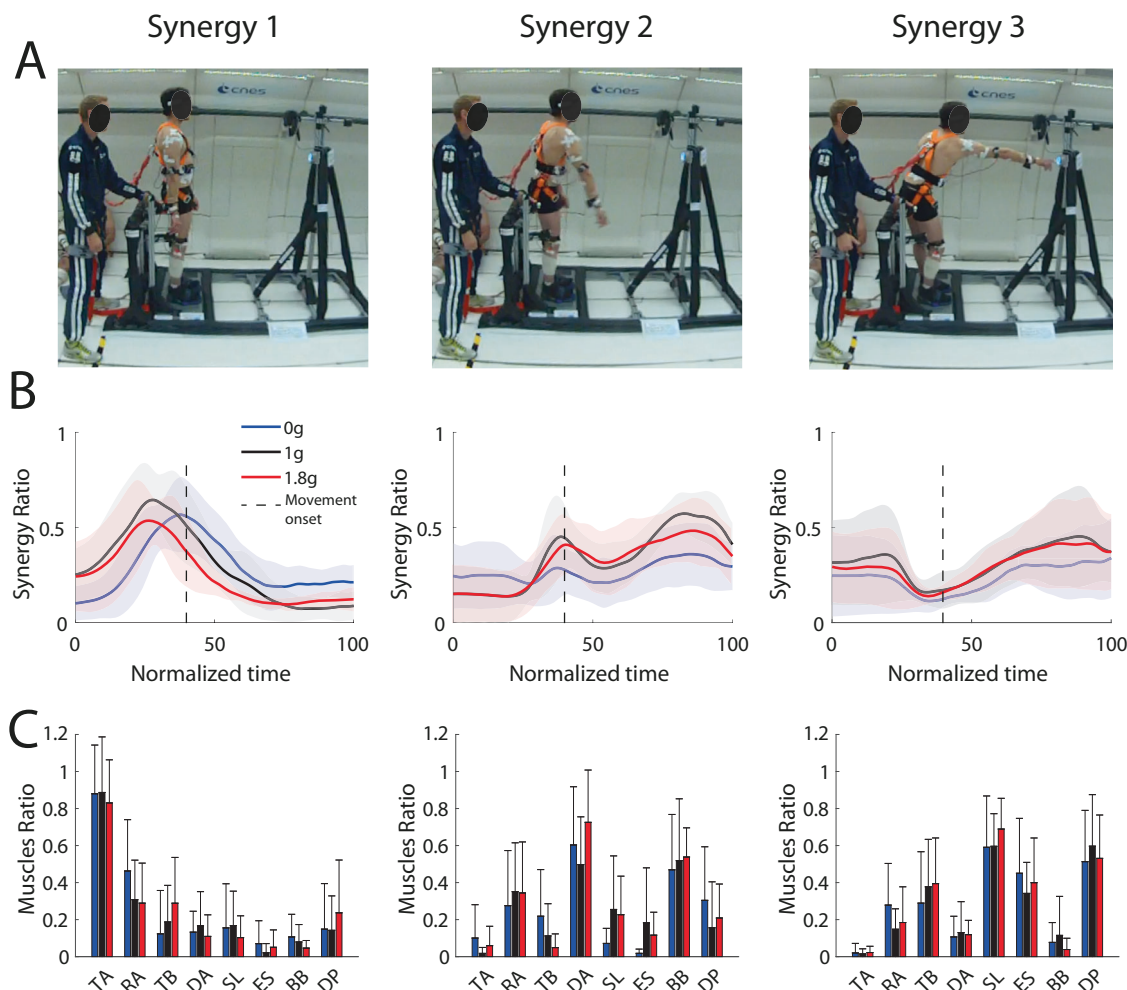 Synergy 1 Synergy 2 Synergy 3
A
cnes cnes cnes
B
1 1 1
0g
1g
1.8g
Movement
onset
Synergy Ratio Synergy Ratio Synergy Ratio
0.5 0.5 0.5
0 0 0
0 50 100 0 50 100 0 50 100
Normalized time Normalized time Normalized time
C
1.2 1.2 1.2
1 1 1
0.8 0.8 0.8
Muscles Ratio Muscles Ratio Muscles Ratio
0.6 0.6 0.6
0.4 0.4 0.4
0.2 0.2 0.2
0 0 0
TA RA TB DA SL ES BB DP TA RA TB DA SL ES BB DP TA RA TB DA SL ES BB DP